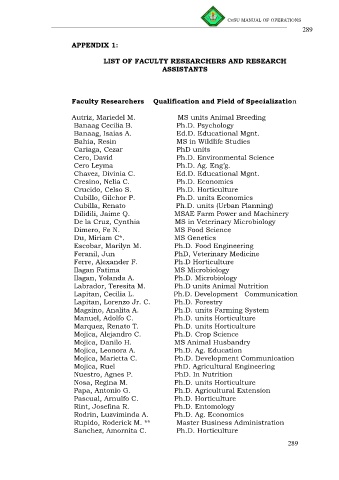 CvSU MANUAL OF OPERATIONS
289
APPENDIX 1:
LIST OF FACULTY RESEARCHERS AND RESEARCH
ASSISTANTS
Faculty Researchers Qualification and Field of Specialization
Autriz, Mariedel M. MS units Animal Breeding
Banaag Cecilia B. Ph.D. Psychology
Banaag, Isaias A. Ed.D. Educational Mgnt.
Bahia, Resin MS in Wildlife Studies
Cariaga, Cezar PhD units
Cero, David Ph.D. Environmental Science
Cero Leyma Ph.D. Ag. Eng'g.
Chavez, Divinia C. Ed.D. Educational Mgnt.
Cresino, Nelia C. Ph.D. Economics
Crucido, Celso S. Ph.D. Horticulture
Cubillo, Gilchor P. Ph.D. units Economics
Cubilla, Renato Ph.D. units (Urban Planning)
Dilidili, Jaime Q. MSAE Farm Power and Machinery
De la Cruz, Cynthia MS in Veterinary Microbiology
Dimero, Fe N. MS Food Science
Du, Miriam C*. MS Genetics
Escobar, Marilyn M. Ph.D. Food Engineering
Feranil, Jun PhD, Veterinary Medicine
Ferre, Alexander F. Ph.D Horticulture
Ilagan Fatima MS Microbiology
Ilagan, Yolanda A. Ph.D. Microbiology
Labrador, Teresita M. Ph.D units Animal Nutrition
Lapitan, Cecilia L. Ph.D. Development Communication
Lapitan, Lorenzo Jr. C. Ph.D. Forestry
Magsino, Analita A. Ph.D. units Farming System
Manuel, Adolfo C. Ph.D. units Horticulture
Marquez, Renato T. Ph.D. units Horticulture
Mojica, Alejandro C. Ph.D. Crop Science
Mojica, Danilo H. MS Animal Husbandry
Mojica, Leonora A. Ph.D. Ag. Education
Mojica, Marietta C. Ph.D. Development Communication
Mojica, Ruel PhD. Agricultural Engineering
Nuestro, Agnes P. PhD. In Nutrition
Nosa, Regina M. Ph.D. units Horticulture
Papa, Antonio G. Ph.D. Agricultural Extension
Pascual, Arnulfo C. Ph.D. Horticulture
Rint, Josefina R. Ph.D. Entomology
Rodrin, Luzviminda A. Ph.D. Ag. Economics
Rupido, Roderick M. ** Master Business Administration
Sanchez, Amornita C. Ph.D. Horticulture
289